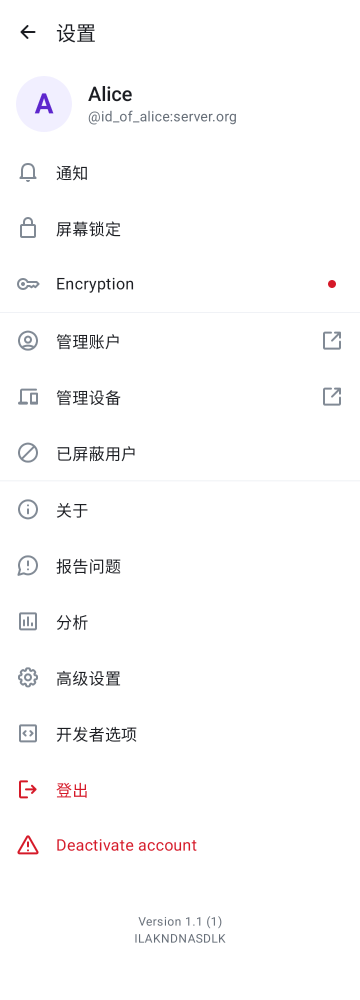 设置
A
Alice
@id_of_alice:server.org
通知
屏幕锁定
Encryption
管理账户
管理设备
已屏蔽用户
关于
报告问题
分析
高级设置
开发者选项
登出
Deactivate account
Version 1.1 (1)
ILAKNDNASDLK